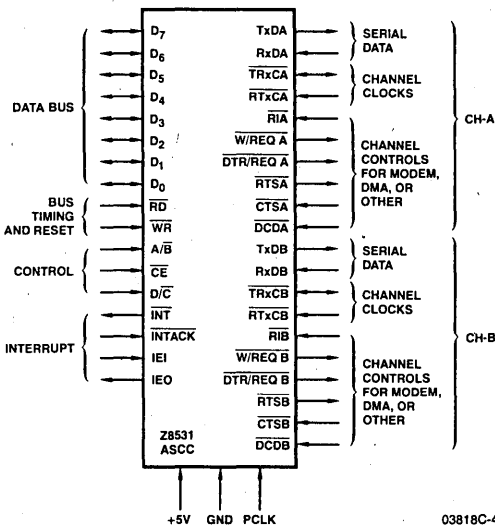 D7
D6
D5
D4
D3
D2
D1
D0
RD
WR
A/B
CE
D/C
INT
INTACK
IEI
IEO
DATA BUS
BUS
TIMING
AND RESET
CONTROL
INTERRUPT
Z8531
ASCC
TxDA
RxDA
TRxCA
RTxCA
RIA
W/REQ A
DTR/REQ A
RTSA
CTSA
DCDA
TxDB
RxDB
TRxCB
RTxCB
RIB
W/REQ B
DTR/REQ B
RTSB
CTSB
DCDB
SERIAL
DATA
CHANNEL
CLOCKS
CHANNEL
CONTROLS
FOR MODEM,
DMA, OR
OTHER
CH-A
SERIAL
DATA
CHANNEL
CLOCKS
CHANNEL
CONTROLS
FOR MODEM,
DMA, OR
OTHER
CH-B
+5V GND PCLK
03818C-4